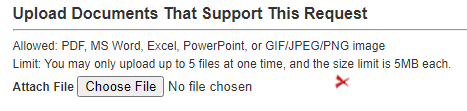 Upload Documents That Support This Request
Allowed: PDF, MS Word, Excel, PowerPoint, or GIF/JPEG/PNG image
Limit: You may only upload up to 5 files at one time, and the size limit is 5MB each.
Attach File Choose File No file chosen